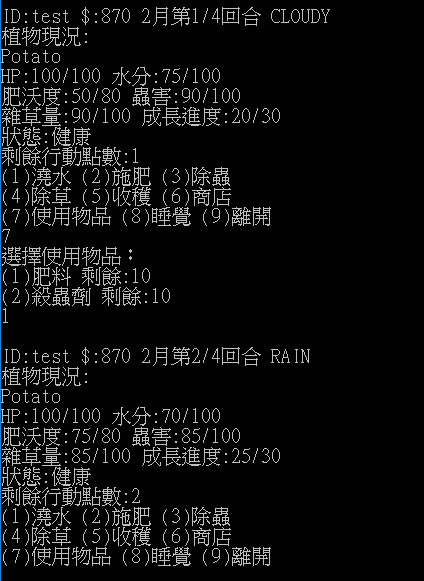 ID:test $:870 2月第1/4回合 CLOUDY
植物現況:
Potato
HP:100/100 水分:75/100
肥沃度:50/80 蟲害:90/100
雜草量:90/100 成長進度:20/30
狀態:健康
剩餘行動點數:1
(1)澆水 (2)施肥 (3)除蟲
(4)除草 (5)收穫 (6)商店
(7)使用物品 (8)睡覺 (9)離開
7
選擇使用物品：
(1)肥料 剩餘:10
(2)殺蟲劑 剩餘:10
1
ID:test $:870 2月第2/4回合 RAIN
植物現況:
Potato
HP:100/100 水分:70/100
肥沃度:75/80 蟲害:85/100
雜草量:85/100 成長進度:25/30
狀態:健康
剩餘行動點數:2
(1)澆水 (2)施肥 (3)除蟲
(4)除草 (5)收穫 (6)商店
(7)使用物品 (8)睡覺 (9)離開